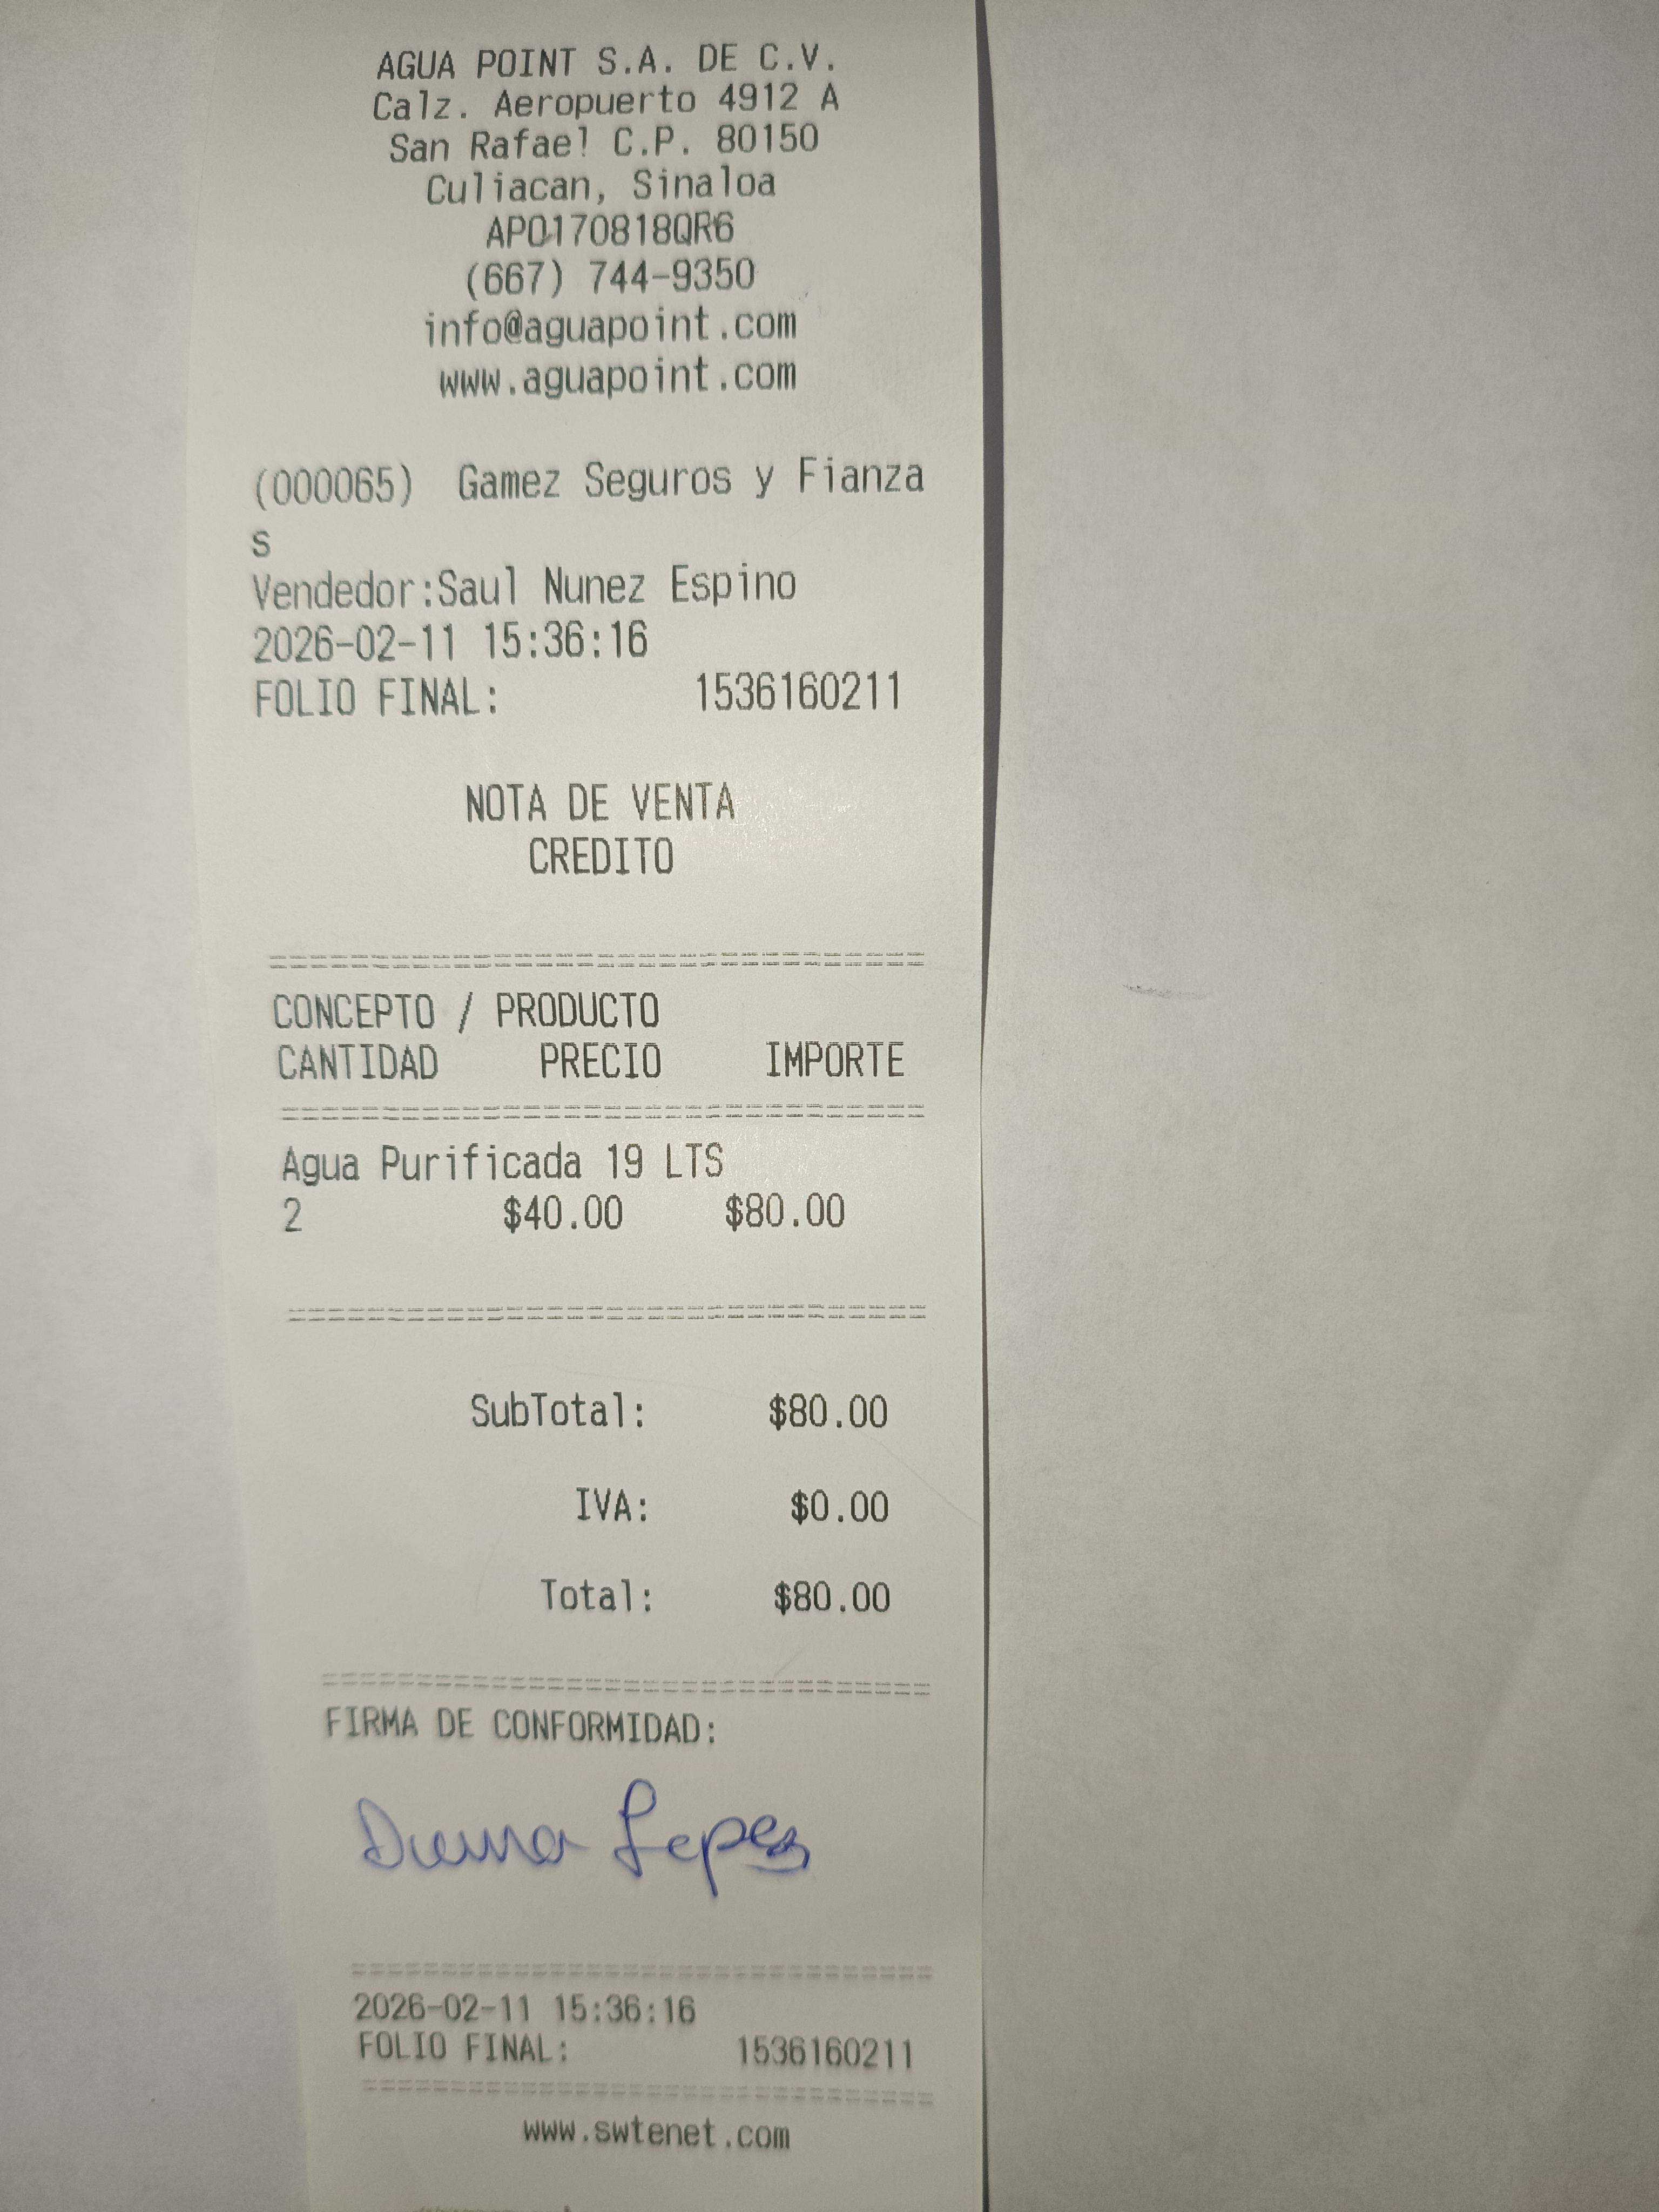 AGUA POINT S.A. DE C.V.
Calz. Aeropuerto 4912 A
San Rafael C.P. 80150
Culiacan, Sinaloa
APO170818QR6
(667) 744-9350
info@aguapoint.com
www.aguapoint.com
(000065) Gamez Seguros y Fianza
s
Vendedor:Saul Nunez Espino
2026-02-11 15:36:16
FOLIO FINAL: 1536160211
NOTA DE VENTA
CREDITO
CONCEPTO / PRODUCTO
CANTIDAD PRECIO IMPORTE
Agua Purificada 19 LTS
2 $40.00 $80.00
SubTotal: $80.00
IVA: $0.00
Total: $80.00
FIRMA DE CONFORMIDAD:
Lopez
2026-02-11 15:36:16
FOLIO FINAL: 1536160211
www.swtenet.com